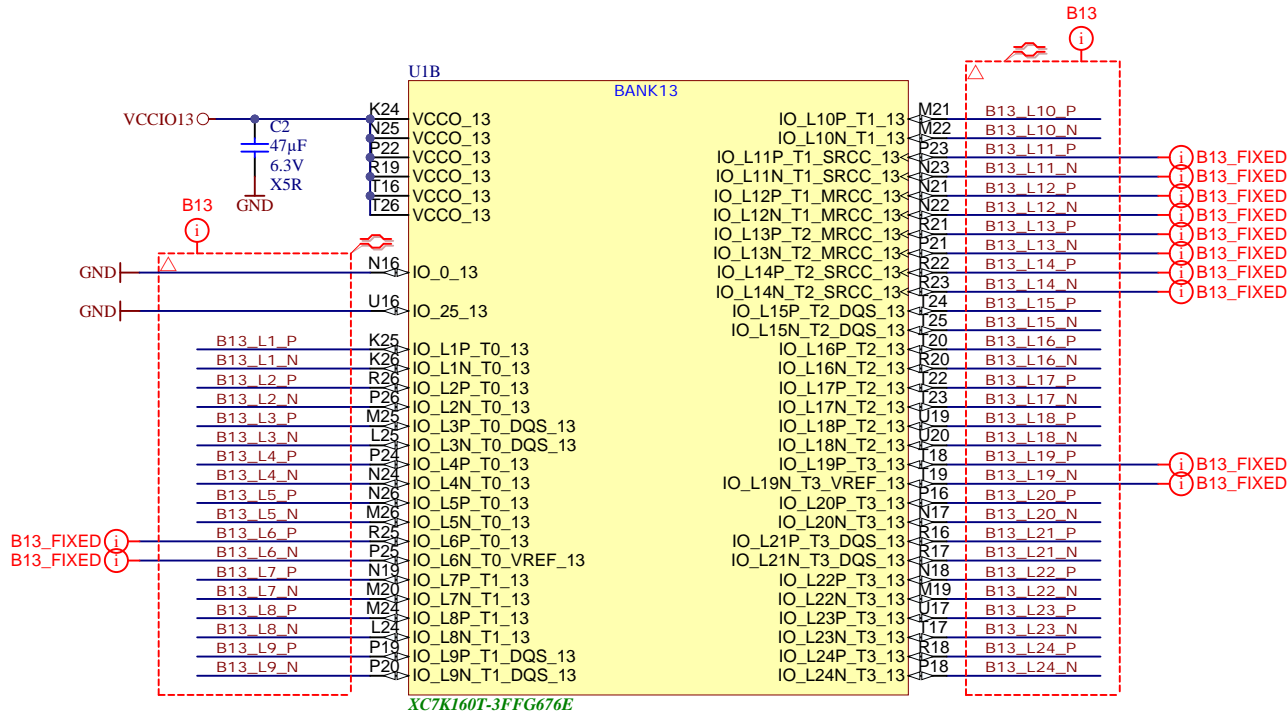 B13
U1B
BANK13
VCCIO13
C2
47µF
6.3V
X5R
GND
K24 VCCO_13
N25 VCCO_13
P22 VCCO_13
R19 VCCO_13
T16 VCCO_13
T26 VCCO_13
B13
GND N16 IO_0_13
GND U16 IO_25_13
B13_L1_P K25 IO_L1P_T0_13
B13_L1_N K26 IO_L1N_T0_13
B13_L2_P R26 IO_L2P_T0_13
B13_L2_N P26 IO_L2N_T0_13
B13_L3_P M25 IO_L3P_T0_DQS_13
B13_L3_N L25 IO_L3N_T0_DQS_13
B13_L4_P P24 IO_L4P_T0_13
B13_L4_N N24 IO_L4N_T0_13
B13_L5_P N26 IO_L5P_T0_13
B13_L5_N M26 IO_L5N_T0_13
B13_FIXED i B13_L6_P R25 IO_L6P_T0_13
B13_FIXED i B13_L6_N P25 IO_L6N_T0_VREF_13
B13_L7_P N19 IO_L7P_T1_13
B13_L7_N M20 IO_L7N_T1_13
B13_L8_P M24 IO_L8P_T1_13
B13_L8_N L24 IO_L8N_T1_13
B13_L9_P P19 IO_L9P_T1_DQS_13
B13_L9_N P20 IO_L9N_T1_DQS_13
IO_L10P_T1_13 M21 B13_L10_P
IO_L10N_T1_13 M22 B13_L10_N
IO_L11P_T1_SRCC_13 P23 B13_L11_P i B13_FIXED
IO_L11N_T1_SRCC_13 N23 B13_L11_N i B13_FIXED
IO_L12P_T1_MRCC_13 N21 B13_L12_P i B13_FIXED
IO_L12N_T1_MRCC_13 N22 B13_L12_N i B13_FIXED
IO_L13P_T2_MRCC_13 R21 B13_L13_P i B13_FIXED
IO_L13N_T2_MRCC_13 P21 B13_L13_N i B13_FIXED
IO_L14P_T2_SRCC_13 R22 B13_L14_P i B13_FIXED
IO_L14N_T2_SRCC_13 R23 B13_L14_N i B13_FIXED
IO_L15P_T2_DQS_13 T24 B13_L15_P
IO_L15N_T2_DQS_13 T25 B13_L15_N
IO_L16P_T2_13 T20 B13_L16_P
IO_L16N_T2_13 R20 B13_L16_N
IO_L17P_T2_13 T22 B13_L17_P
IO_L17N_T2_13 T23 B13_L17_N
IO_L18P_T2_13 U19 B13_L18_P
IO_L18N_T2_13 U20 B13_L18_N
IO_L19P_T3_13 T18 B13_L19_P i B13_FIXED
IO_L19N_T3_VREF_13 T19 B13_L19_N i B13_FIXED
IO_L20P_T3_13 P16 B13_L20_P
IO_L20N_T3_13 N17 B13_L20_N
IO_L21P_T3_DQS_13 R16 B13_L21_P
IO_L21N_T3_DQS_13 R17 B13_L21_N
IO_L22P_T3_13 N18 B13_L22_P
IO_L22N_T3_13 M19 B13_L22_N
IO_L23P_T3_13 U17 B13_L23_P
IO_L23N_T3_13 T17 B13_L23_N
IO_L24P_T3_13 R18 B13_L24_P
IO_L24N_T3_13 P18 B13_L24_N
XC7K160T-3FFG676E